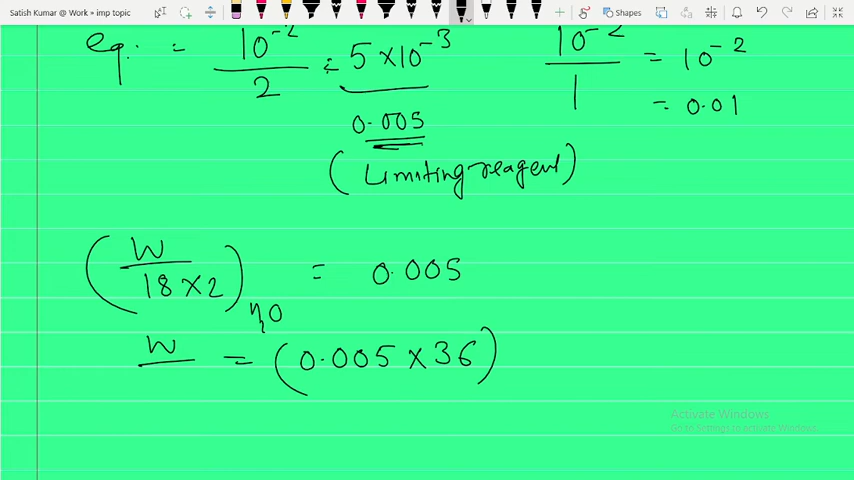 Satish Kumar @ Work » imp topic
Shapes
eq. = 10⁻² / 2 = 5 × 10⁻³
10⁻² / 1 = 10⁻²
= 0.01
0.005
(Limiting reagent)
(W / 18 × 2) = 0.005
W = (0.005 × 36)
Activate Windows
Go to Settings to activate Windows.